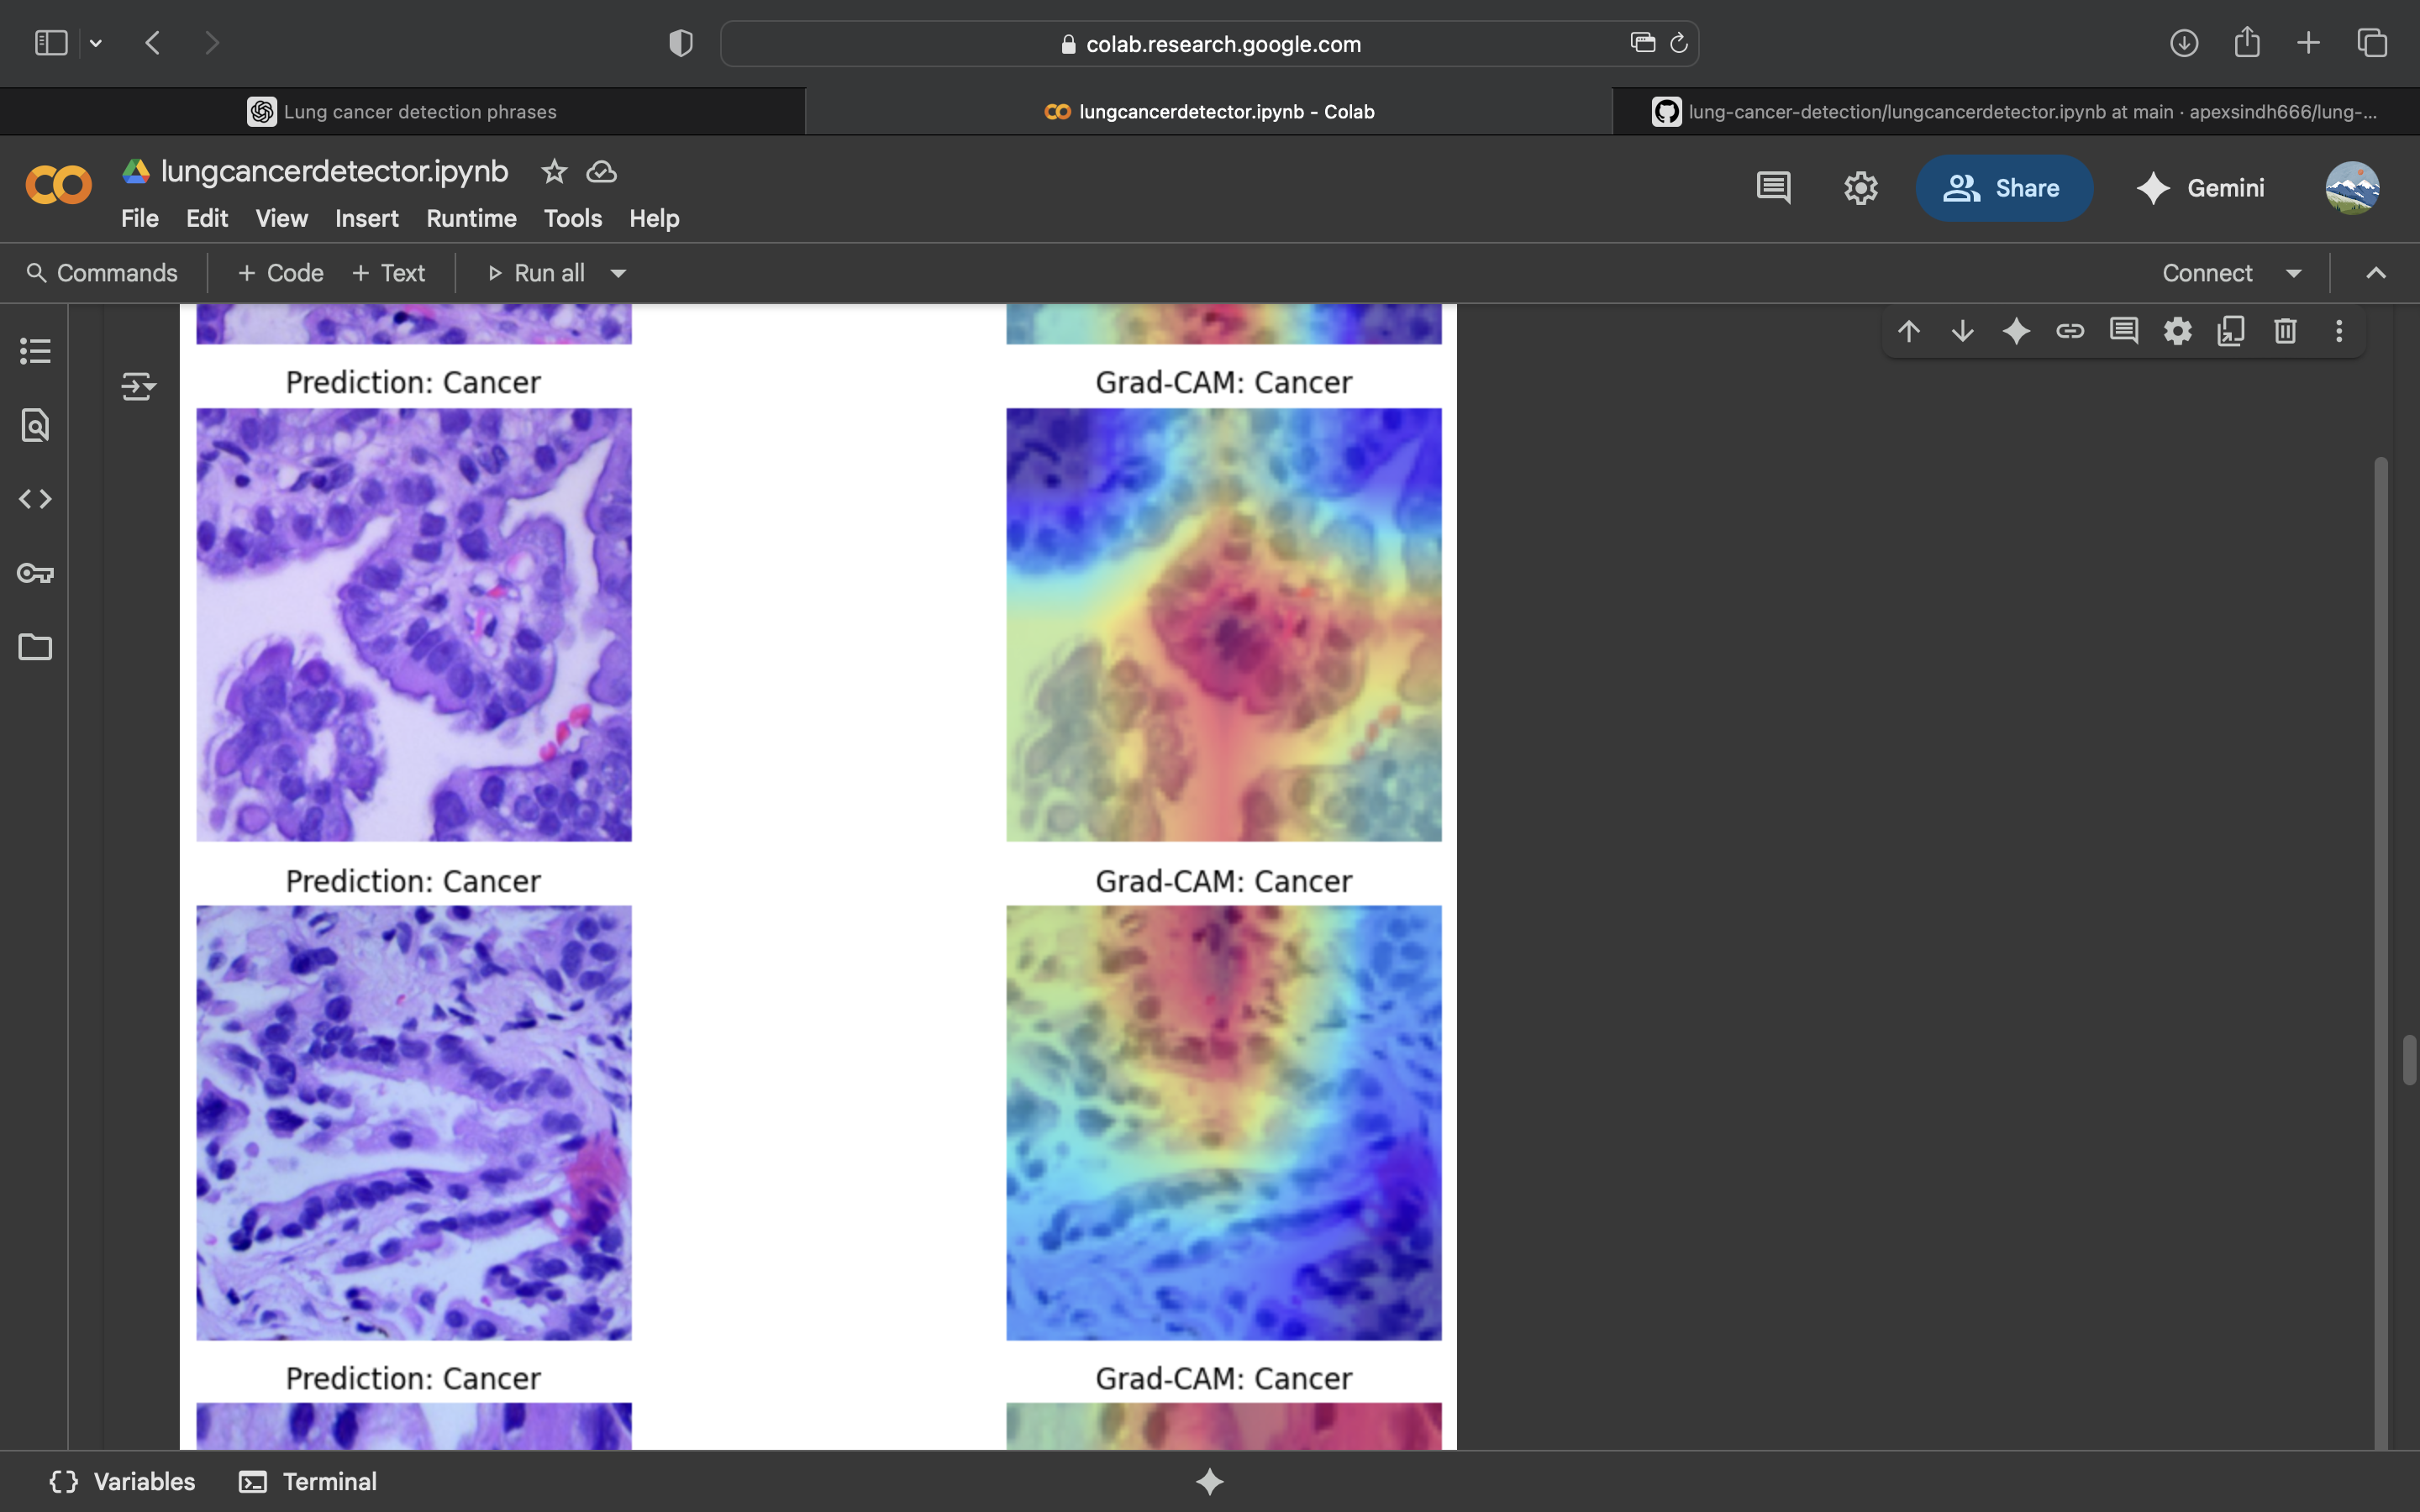 colab.research.google.com
Lung cancer detection phrases
lungcancerdetector.ipynb - Colab
lung-cancer-detection/lungcancerdetector.ipynb at main · apexsindh666/lung-...
lungcancerdetector.ipynb
File Edit View Insert Runtime Tools Help
Share
Gemini
Commands + Code + Text Run all
Connect
Prediction: Cancer Grad-CAM: Cancer
Prediction: Cancer Grad-CAM: Cancer
Prediction: Cancer Grad-CAM: Cancer
Variables Terminal